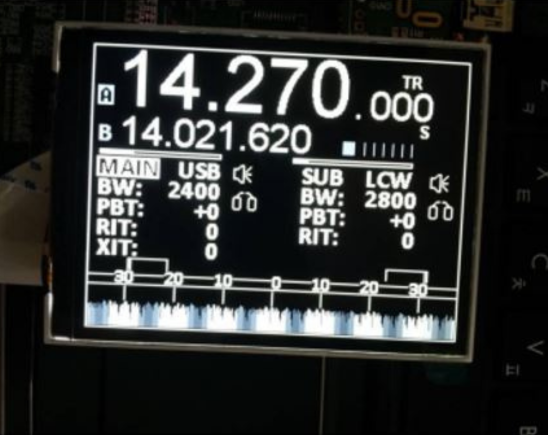 TR
A 14.270.000
S
B 14.021.620
MAIN USB SUB LCW
BW: 2400 BW: 2800
PBT: +0 PBT: +0
RIT: 0 RIT: 0
XIT: 0
30 20 10 0 10 20 30
Z
X
C
V
B